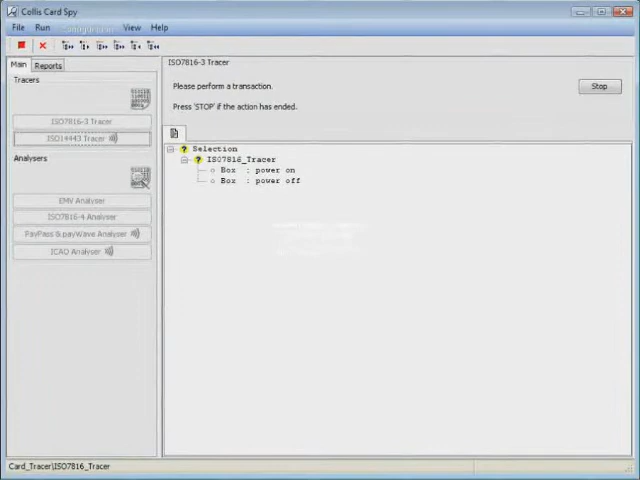 Collis Card Spy
File Run Configuration View Help
Main Reports
Tracers
ISO7816-3 Tracer
ISO14443 Tracer
Analysers
EMV Analyser
ISO7816-4 Analyser
PayPass & payWave Analyser
ICAO Analyser
ISO7816-3 Tracer
Please perform a transaction.
Stop
Press 'STOP' if the action has ended.
Selection
ISO7816_Tracer
Box : power on
Box : power off
Card_Tracer\ISO7816_Tracer